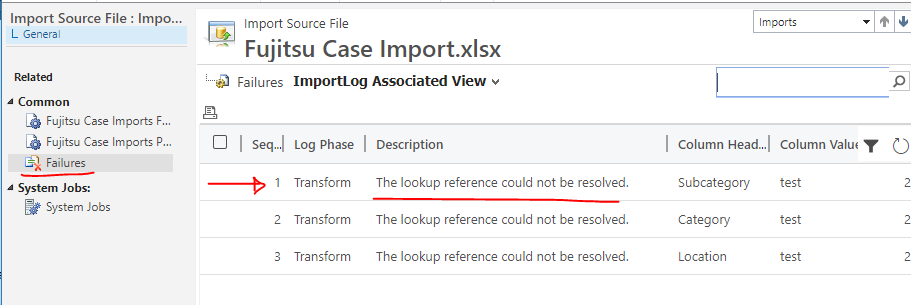 Import Source File : Impo...
General
Related
Common
Fujitsu Case Imports F...
Fujitsu Case Imports P...
Failures
System Jobs:
System Jobs
Import Source File
Imports
Fujitsu Case Import.xlsx
Failures ImportLog Associated View
Seq... Log Phase Description Column Head... Column Value
1 Transform The lookup reference could not be resolved. Subcategory test 2
2 Transform The lookup reference could not be resolved. Category test 2
3 Transform The lookup reference could not be resolved. Location test 2